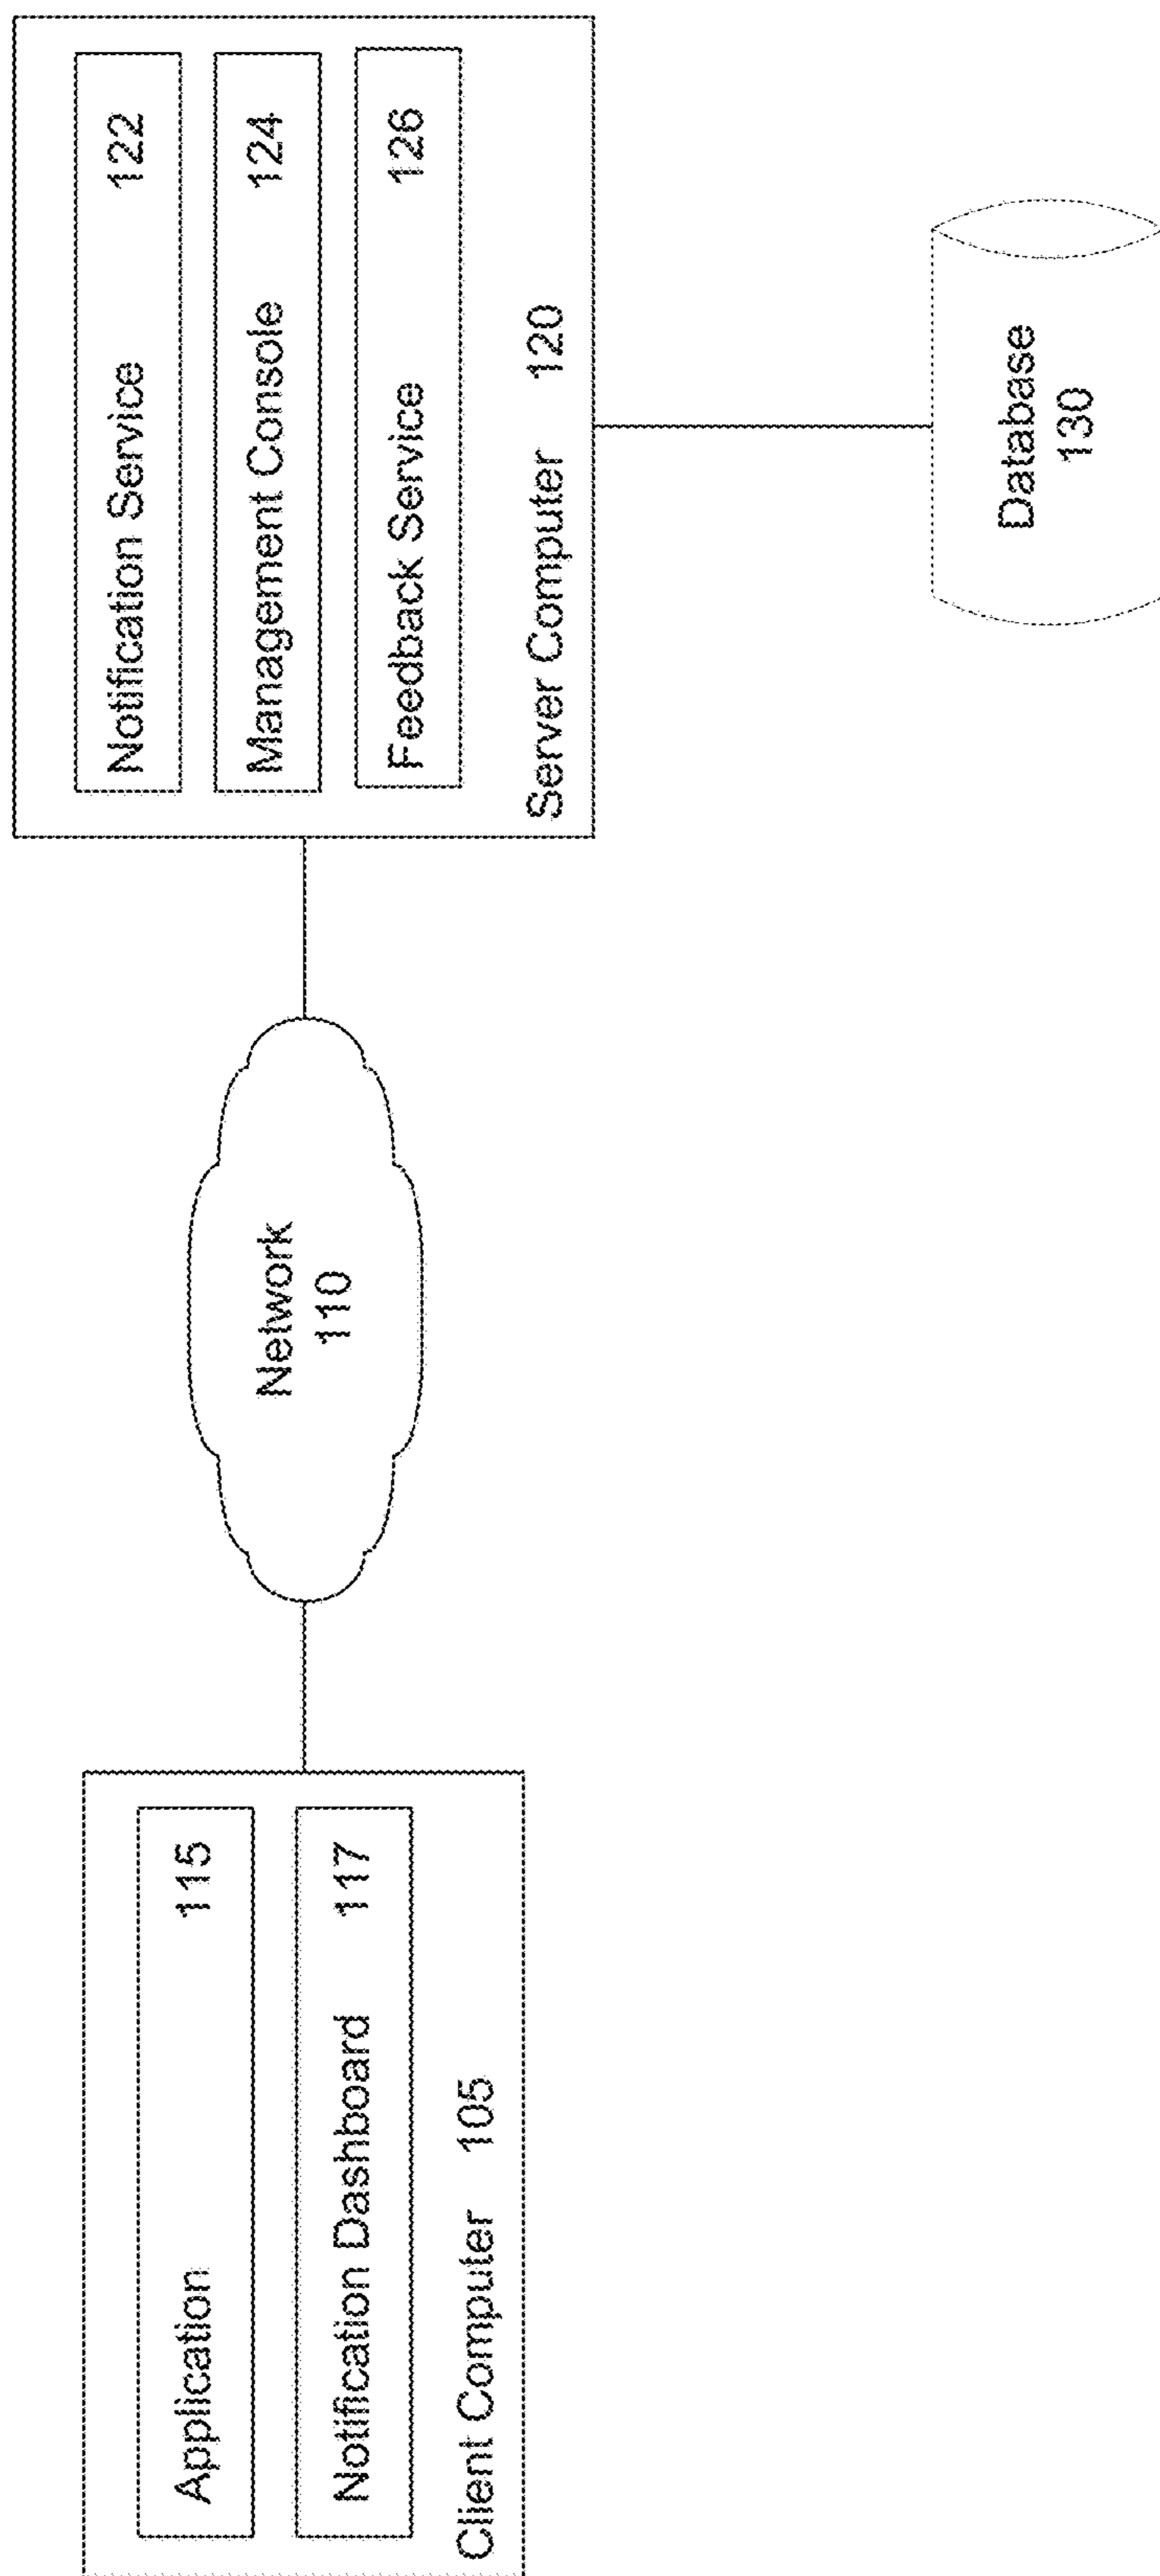 Application 115
Notification Dashboard 117
Client Computer 105
Network
110
Notification Service 122
Management Console 124
Feedback Service 126
Server Computer 120
Database
130